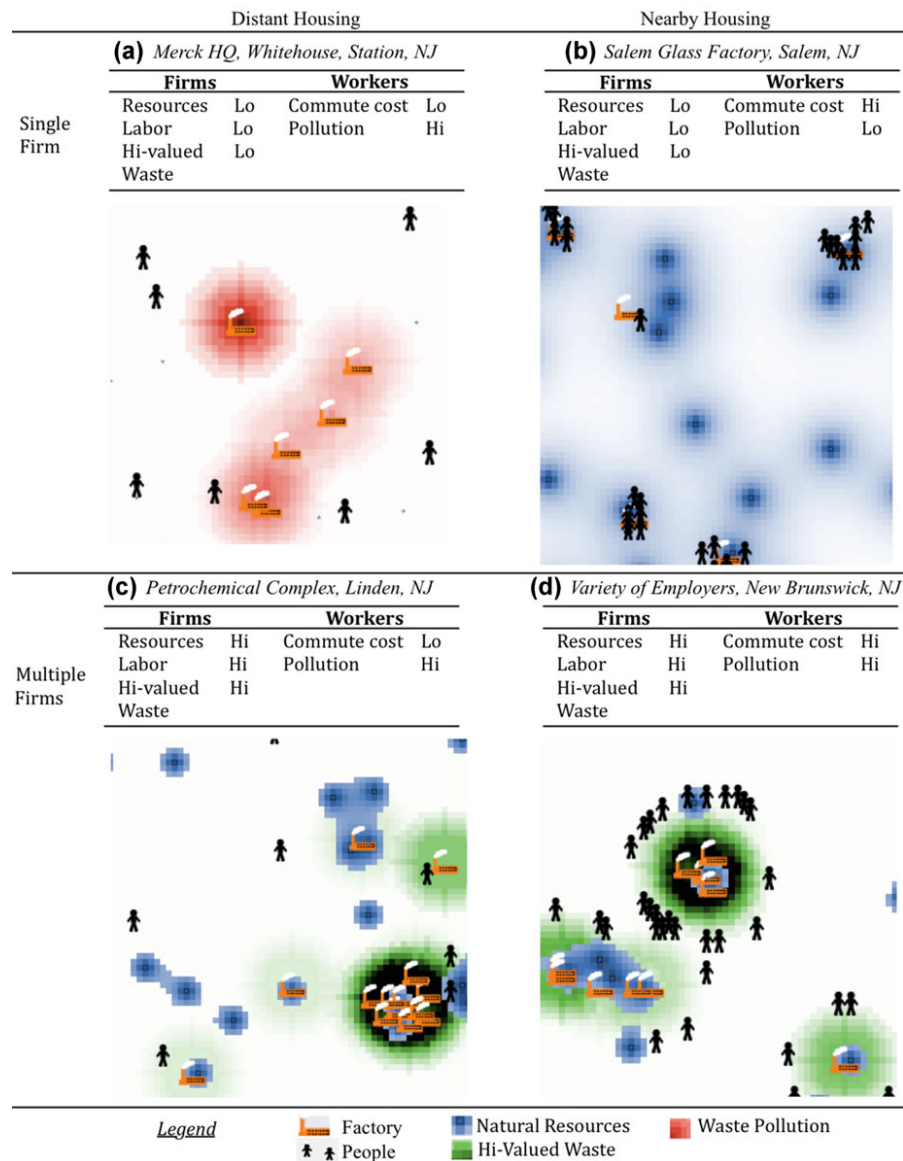 Distant Housing Nearby Housing
(a) Merck HQ, Whitehouse, Station, NJ
Firms Workers
Resources Lo Commute cost Lo
Labor Lo Pollution Hi
Hi-valued Lo
Waste
(b) Salem Glass Factory, Salem, NJ
Firms Workers
Resources Lo Commute cost Hi
Labor Lo Pollution Lo
Hi-valued Lo
Waste
Single
Firm
(c) Petrochemical Complex, Linden, NJ
Firms Workers
Resources Hi Commute cost Lo
Labor Hi Pollution Hi
Hi-valued Hi
Waste
(d) Variety of Employers, New Brunswick, NJ
Firms Workers
Resources Hi Commute cost Hi
Labor Hi Pollution Hi
Hi-valued Hi
Waste
Multiple
Firms
Legend Factory Natural Resources Waste Pollution
People Hi-Valued Waste